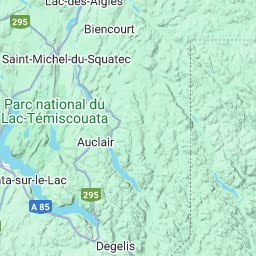 Lac-des-Aigles
Biencourt
295
Saint-Michel-du-Squatec
Parc national du
Lac-Témiscouata
Auclair
ta-sur-le-Lac
295
A 85
Degelis